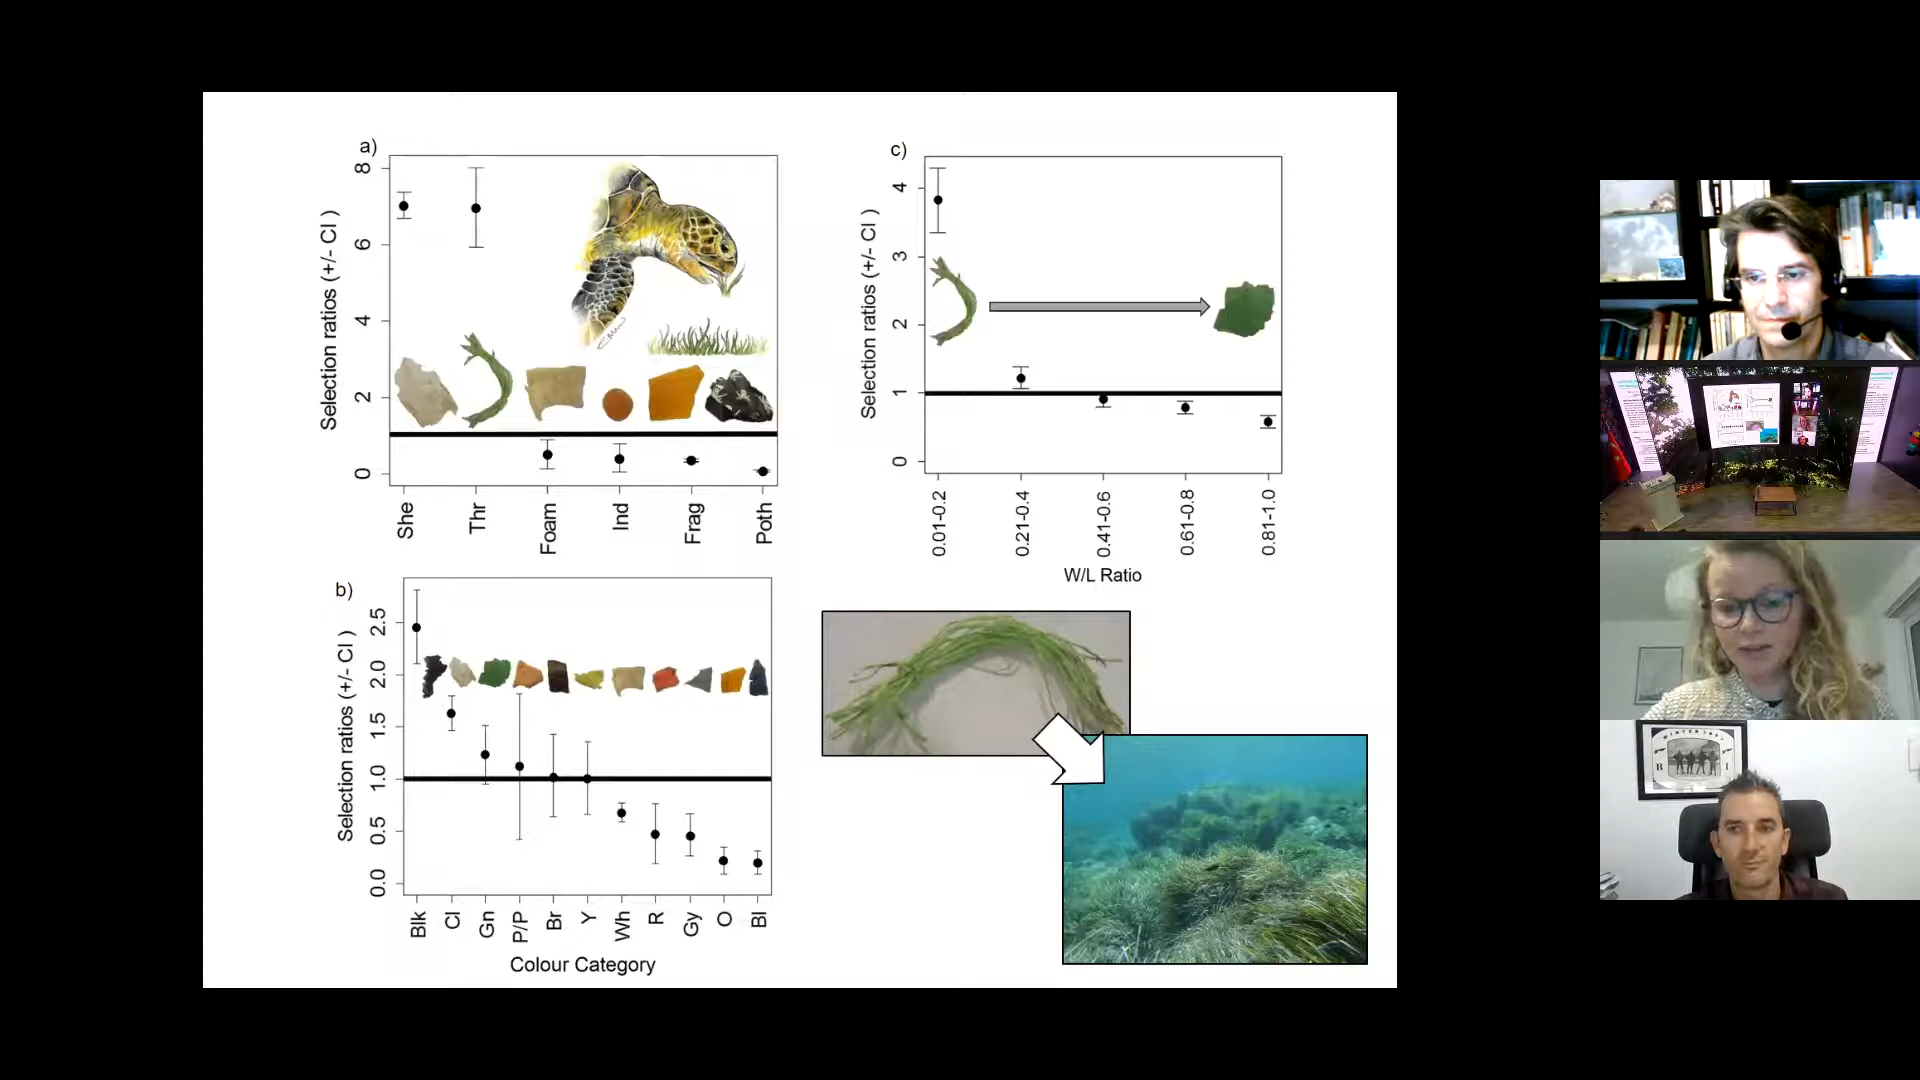 a)
Selection ratios (+/- CI )
8
6
4
2
0
She
Thr
Foam
Ind
Frag
Poth
c)
Selection ratios (+/- CI )
4
3
2
1
0
0.01-0.2
0.21-0.4
0.41-0.6
0.61-0.8
0.81-1.0
W/L Ratio
b)
Selection ratios (+/- CI )
2.5
2.0
1.5
1.0
0.5
0.0
Blk
Cl
Gn
P/P
Br
Y
Wh
R
Gy
O
Bl
Colour Category
WINTER 2007
B I